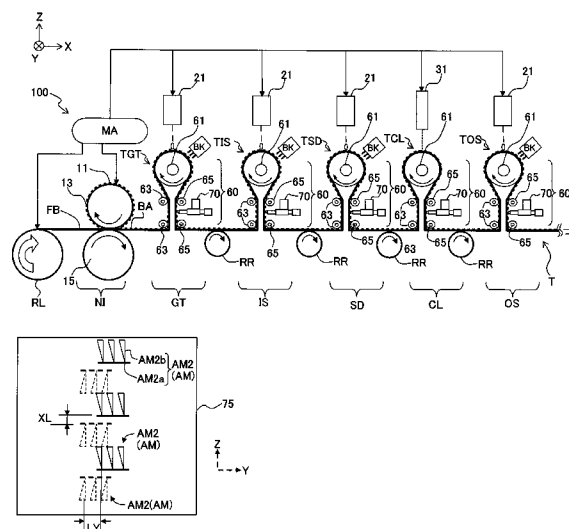 Z
Y
X
100
MA
21
21
21
31
21
61
61
61
61
61
BK
BK
BK
BK
TGT
TIS
TSD
TCL
TOS
11
13
FB
BA
15
63
63
63
63
63
63
63
63
65
65
65
65
65
65
65
65
65
65
70
70
70
70
70
60
60
60
60
60
RR
RR
RR
RR
T
RL
NI
GT
IS
SD
CL
OS
AM2b
AM2a
AM2
(AM)
75
XL
AM2
(AM)
Z
Y
AM2(AM)
LY